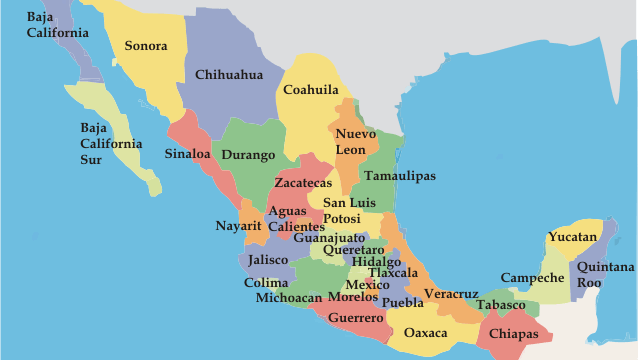 Baja
California
Sonora
Chihuahua
Coahuila
Baja
California
Sur
Sinaloa
Durango
Nuevo
Leon
Tamaulipas
Zacatecas
San Luis
Potosi
Aguas
Calientes
Nayarit
Guanajuato
Queretaro
Jalisco
Hidalgo
Tlaxcala
Colima
Mexico
Michoacan
Morelos
Puebla
Veracruz
Guerrero
Oaxaca
Tabasco
Chiapas
Campeche
Yucatan
Quintana
Roo